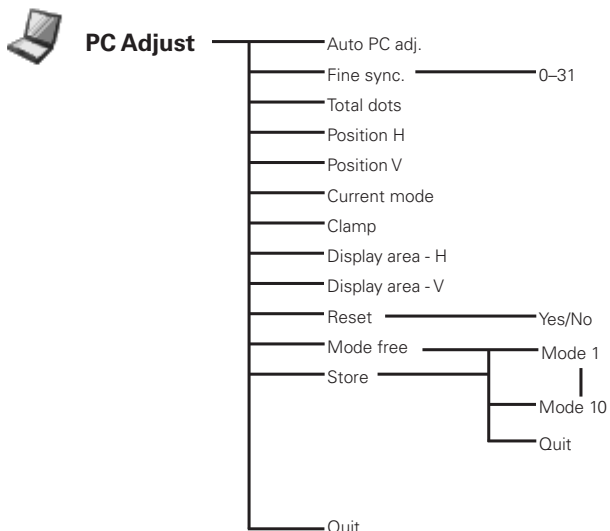 PC Adjust
Auto PC adj.
Fine sync. 0–31
Total dots
Position H
Position V
Current mode
Clamp
Display area - H
Display area - V
Reset Yes/No
Mode free Mode 1
Store
Mode 10
Quit
Quit